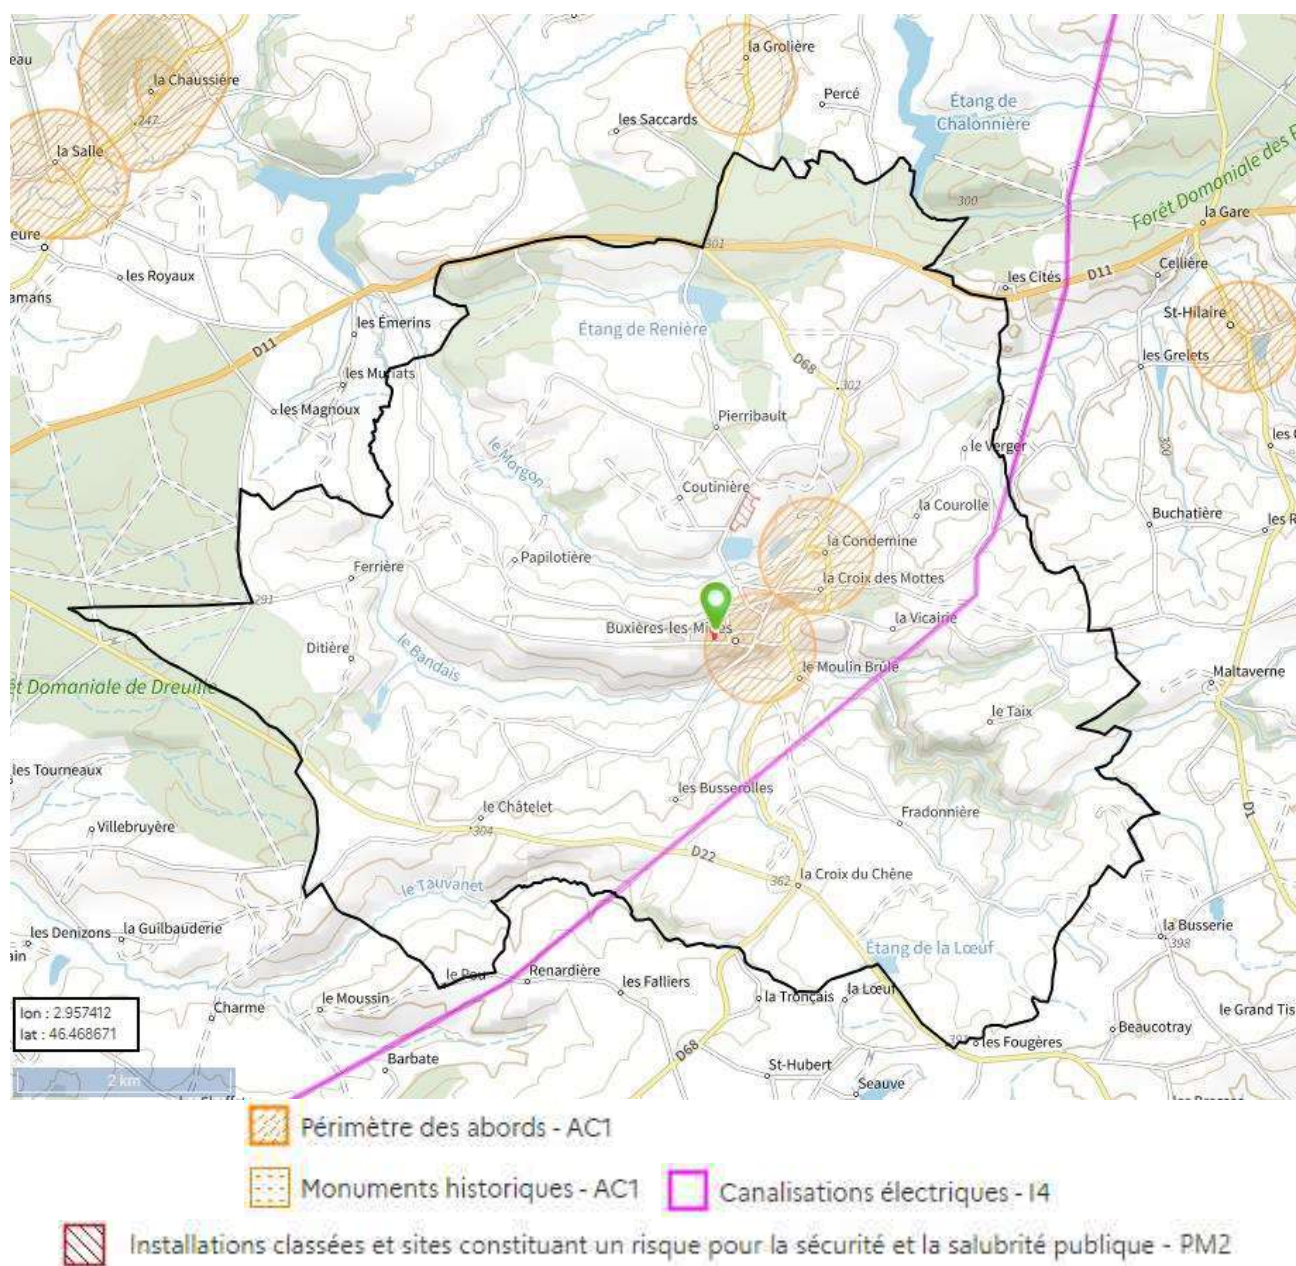 la Grolière
la Chaussière
Percé
Étang de
Chalonnière
les Saccards
247
la Salle
300
Forêt Domaniale des
la Gare
301
les Royaux
les Cités
D11
Cellière
les Émerins
Étang de Renière
St-Hilaire
D11
les Grelets
D68
302
les Muriats
les Magnoux
Pierribault
le Verger
le Morgon
300
Coutinière
la Courolle
Buchatière
la Condemine
Papilotière
Ferrière
la Croix des Mottes
291
la Vicairie
Buxières-les-Mines
Ditière
le Bandais
le Moulin Brûlé
Maltaverne
Domaniale de Dreuille
le Taix
les Tourneaux
les Busserolles
le Châtelet
Fradonnière
D1
Villebruyère
304
D22
362
la Croix du Chêne
le Tauvanet
la Guilbauderie
les Denizons
la Busserie
398
Étang de la Lœuf
le Pou
Renardière
les Falliers
la Tronçais
la Lœuf
le Moussin
Charme
le Grand Tis
lon : 2.957412
lat : 46.468671
Beaucotray
les Fougères
D68
Barbate
St-Hubert
2 km
Seauve
Périmètre des abords - AC1
Monuments historiques - AC1
Canalisations électriques - I4
Installations classées et sites constituant un risque pour la sécurité et la salubrité publique - PM2